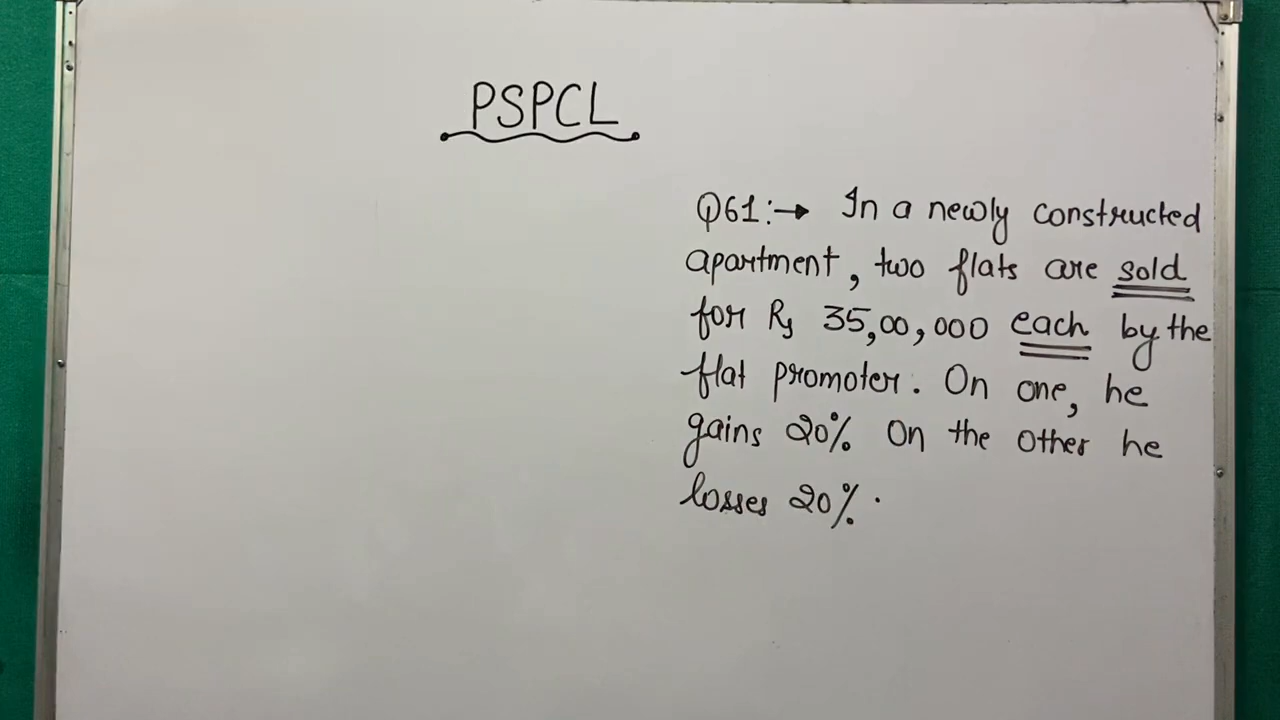 PSPCL
Q61:→ In a newly constructed
apartment, two flats are sold
for Rs 35,00,000 each by the
flat promoter. On one, he
gains 20% On the other he
losses 20%.